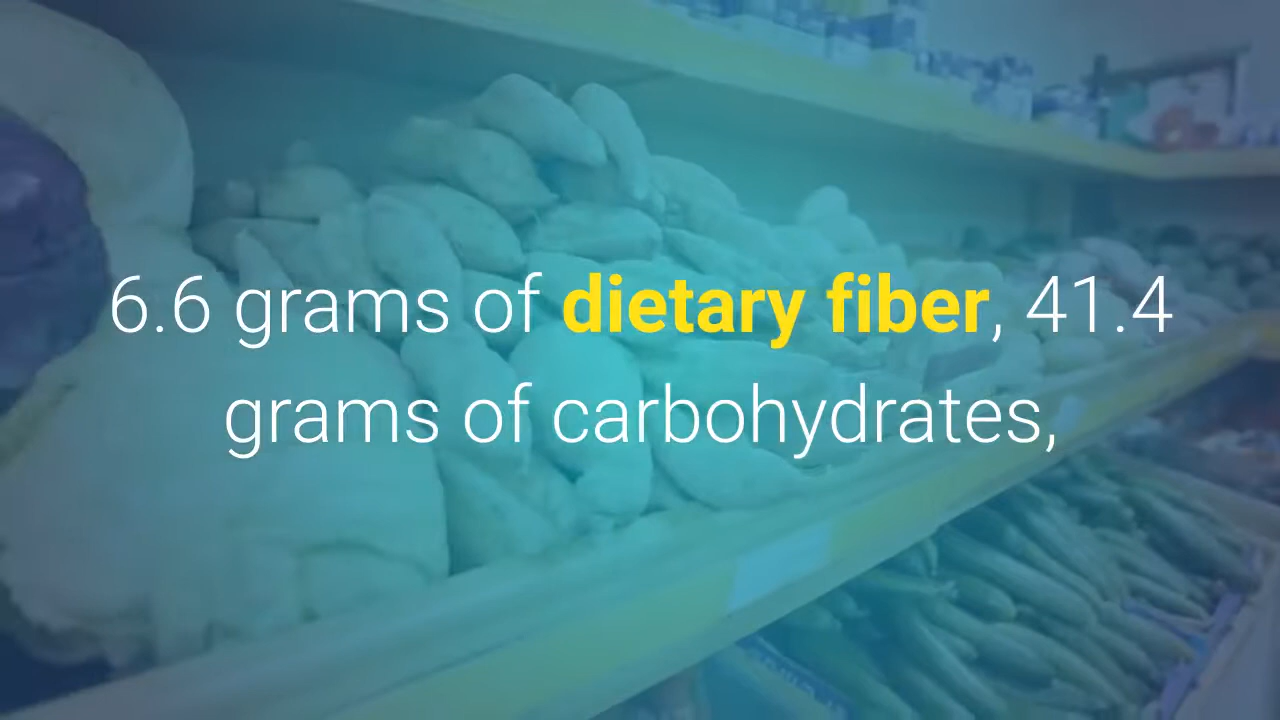 6.6 grams of dietary fiber, 41.4
grams of carbohydrates,